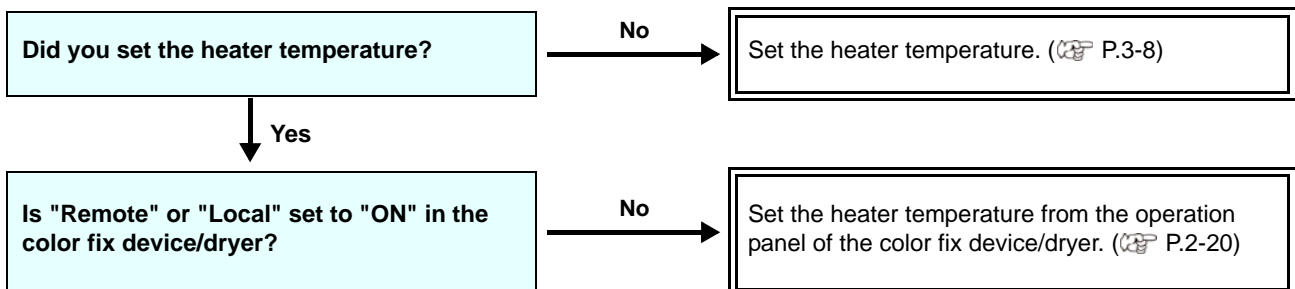 Did you set the heater temperature?
No
Set the heater temperature. ( P.3-8)
Yes
Is "Remote" or "Local" set to "ON" in the
color fix device/dryer?
No
Set the heater temperature from the operation
panel of the color fix device/dryer. ( P.2-20)